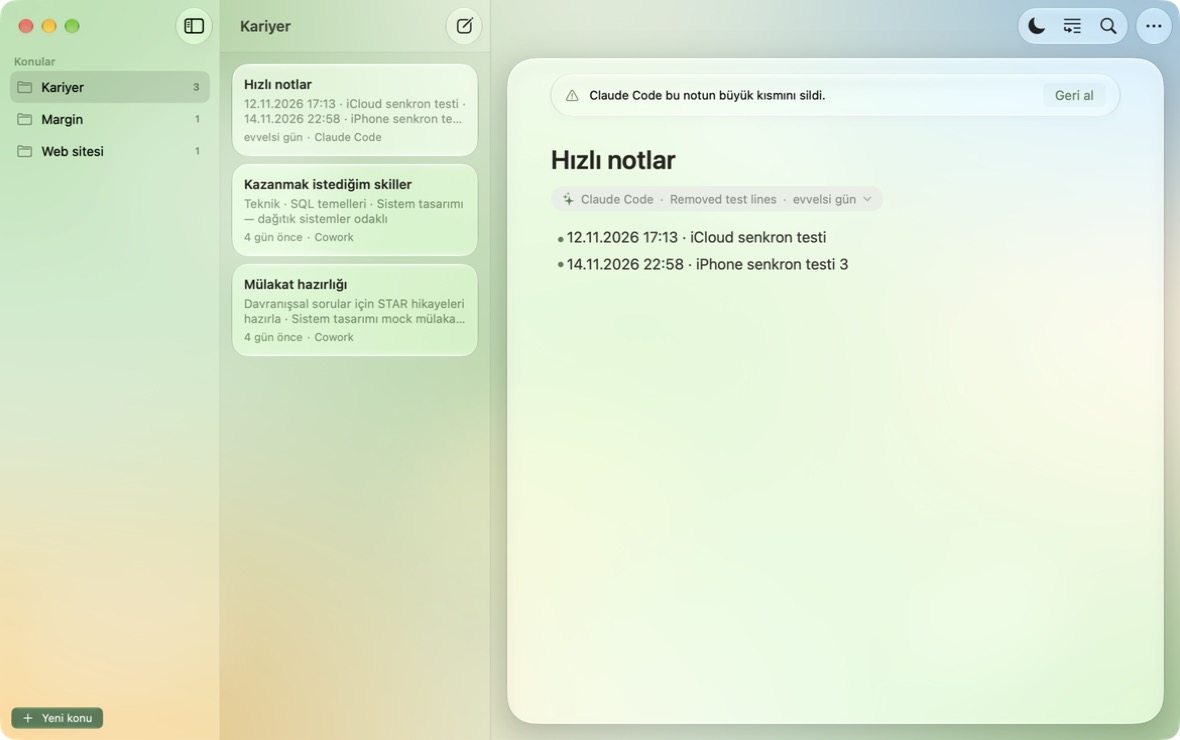 Kariyer
Konular
Kariyer 3
Margin 1
Web sitesi 1
Yeni konu
Hızlı notlar
12.11.2026 17:13 · iCloud senkron testi ·
14.11.2026 22:58 · iPhone senkron te...
evvelsi gün · Claude Code
Kazanmak istediğim skiller
Teknik · SQL temelleri · Sistem tasarımı
— dağıtık sistemler odaklı
4 gün önce · Cowork
Mülakat hazırlığı
Davranışsal sorular için STAR hikayeleri
hazırla · Sistem tasarımı mock mülaka...
4 gün önce · Cowork
Claude Code bu notun büyük kısmını sildi. Geri al
Hızlı notlar
Claude Code · Removed test lines · evvelsi gün
• 12.11.2026 17:13 · iCloud senkron testi
• 14.11.2026 22:58 · iPhone senkron testi 3